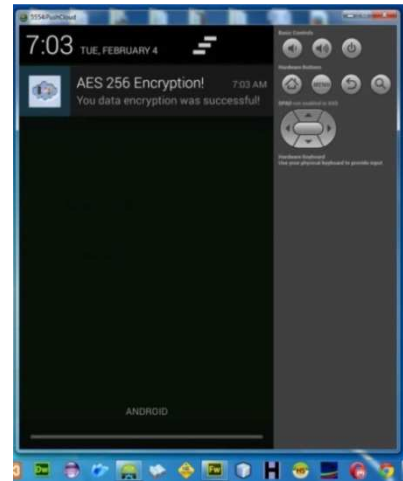 5554:PushCloud
7:03 TUE, FEBRUARY 4
AES 256 Encryption! 7:03 AM
You data encryption was successful!
ANDROID
Basic Controls
Hardware Buttons
MENU
DPAD not enabled in AVD
Hardware Keyboard
Use your physical keyboard to provide input
Dw
Fw
H